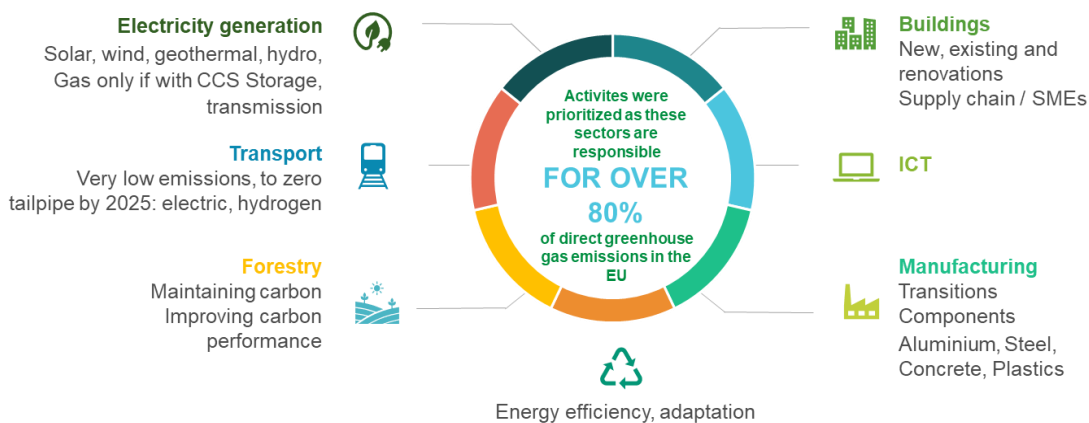 Electricity generation
Solar, wind, geothermal, hydro,
Gas only if with CCS Storage,
transmission
Transport
Very low emissions, to zero
tailpipe by 2025: electric, hydrogen
Forestry
Maintaining carbon
Improving carbon
performance
Activites were
prioritized as these
sectors are
responsible
FOR OVER
80%
of direct greenhouse
gas emissions in the
EU
Buildings
New, existing and
renovations
Supply chain / SMEs
ICT
Manufacturing
Transitions
Components
Aluminium, Steel,
Concrete, Plastics
Energy efficiency, adaptation